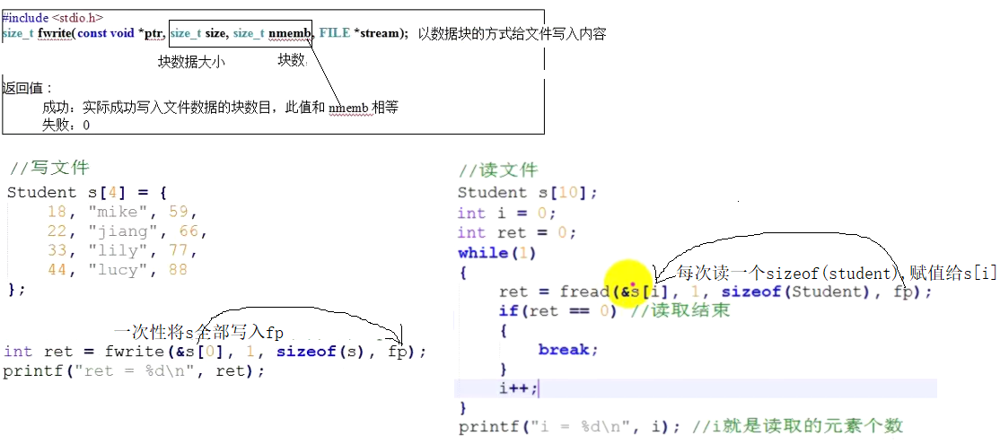 #include <stdio.h>
size_t fwrite(const void *ptr, size_t size, size_t nmemb, FILE *stream); 以数据块的方式给文件写入内容
块数据大小 块数
返回值：
成功：实际成功写入文件数据的块数目，此值和 nmemb 相等
失败：0
//写文件
Student s[4] = {
18, "mike", 59,
22, "jiang", 66,
33, "lily", 77,
44, "lucy", 88
};
一次性将s全部写入fp
int ret = fwrite(&s[0], 1, sizeof(s), fp);
printf("ret = %d\n", ret);
//读文件
Student s[10];
int i = 0;
int ret = 0;
while(1)
{
每次读一个sizeof(student),赋值给s[i]
ret = fread(&s[i], 1, sizeof(Student), fp);
if(ret == 0) //读取结束
{
break;
}
i++;
}
printf("i = %d\n", i); //i就是读取的元素个数